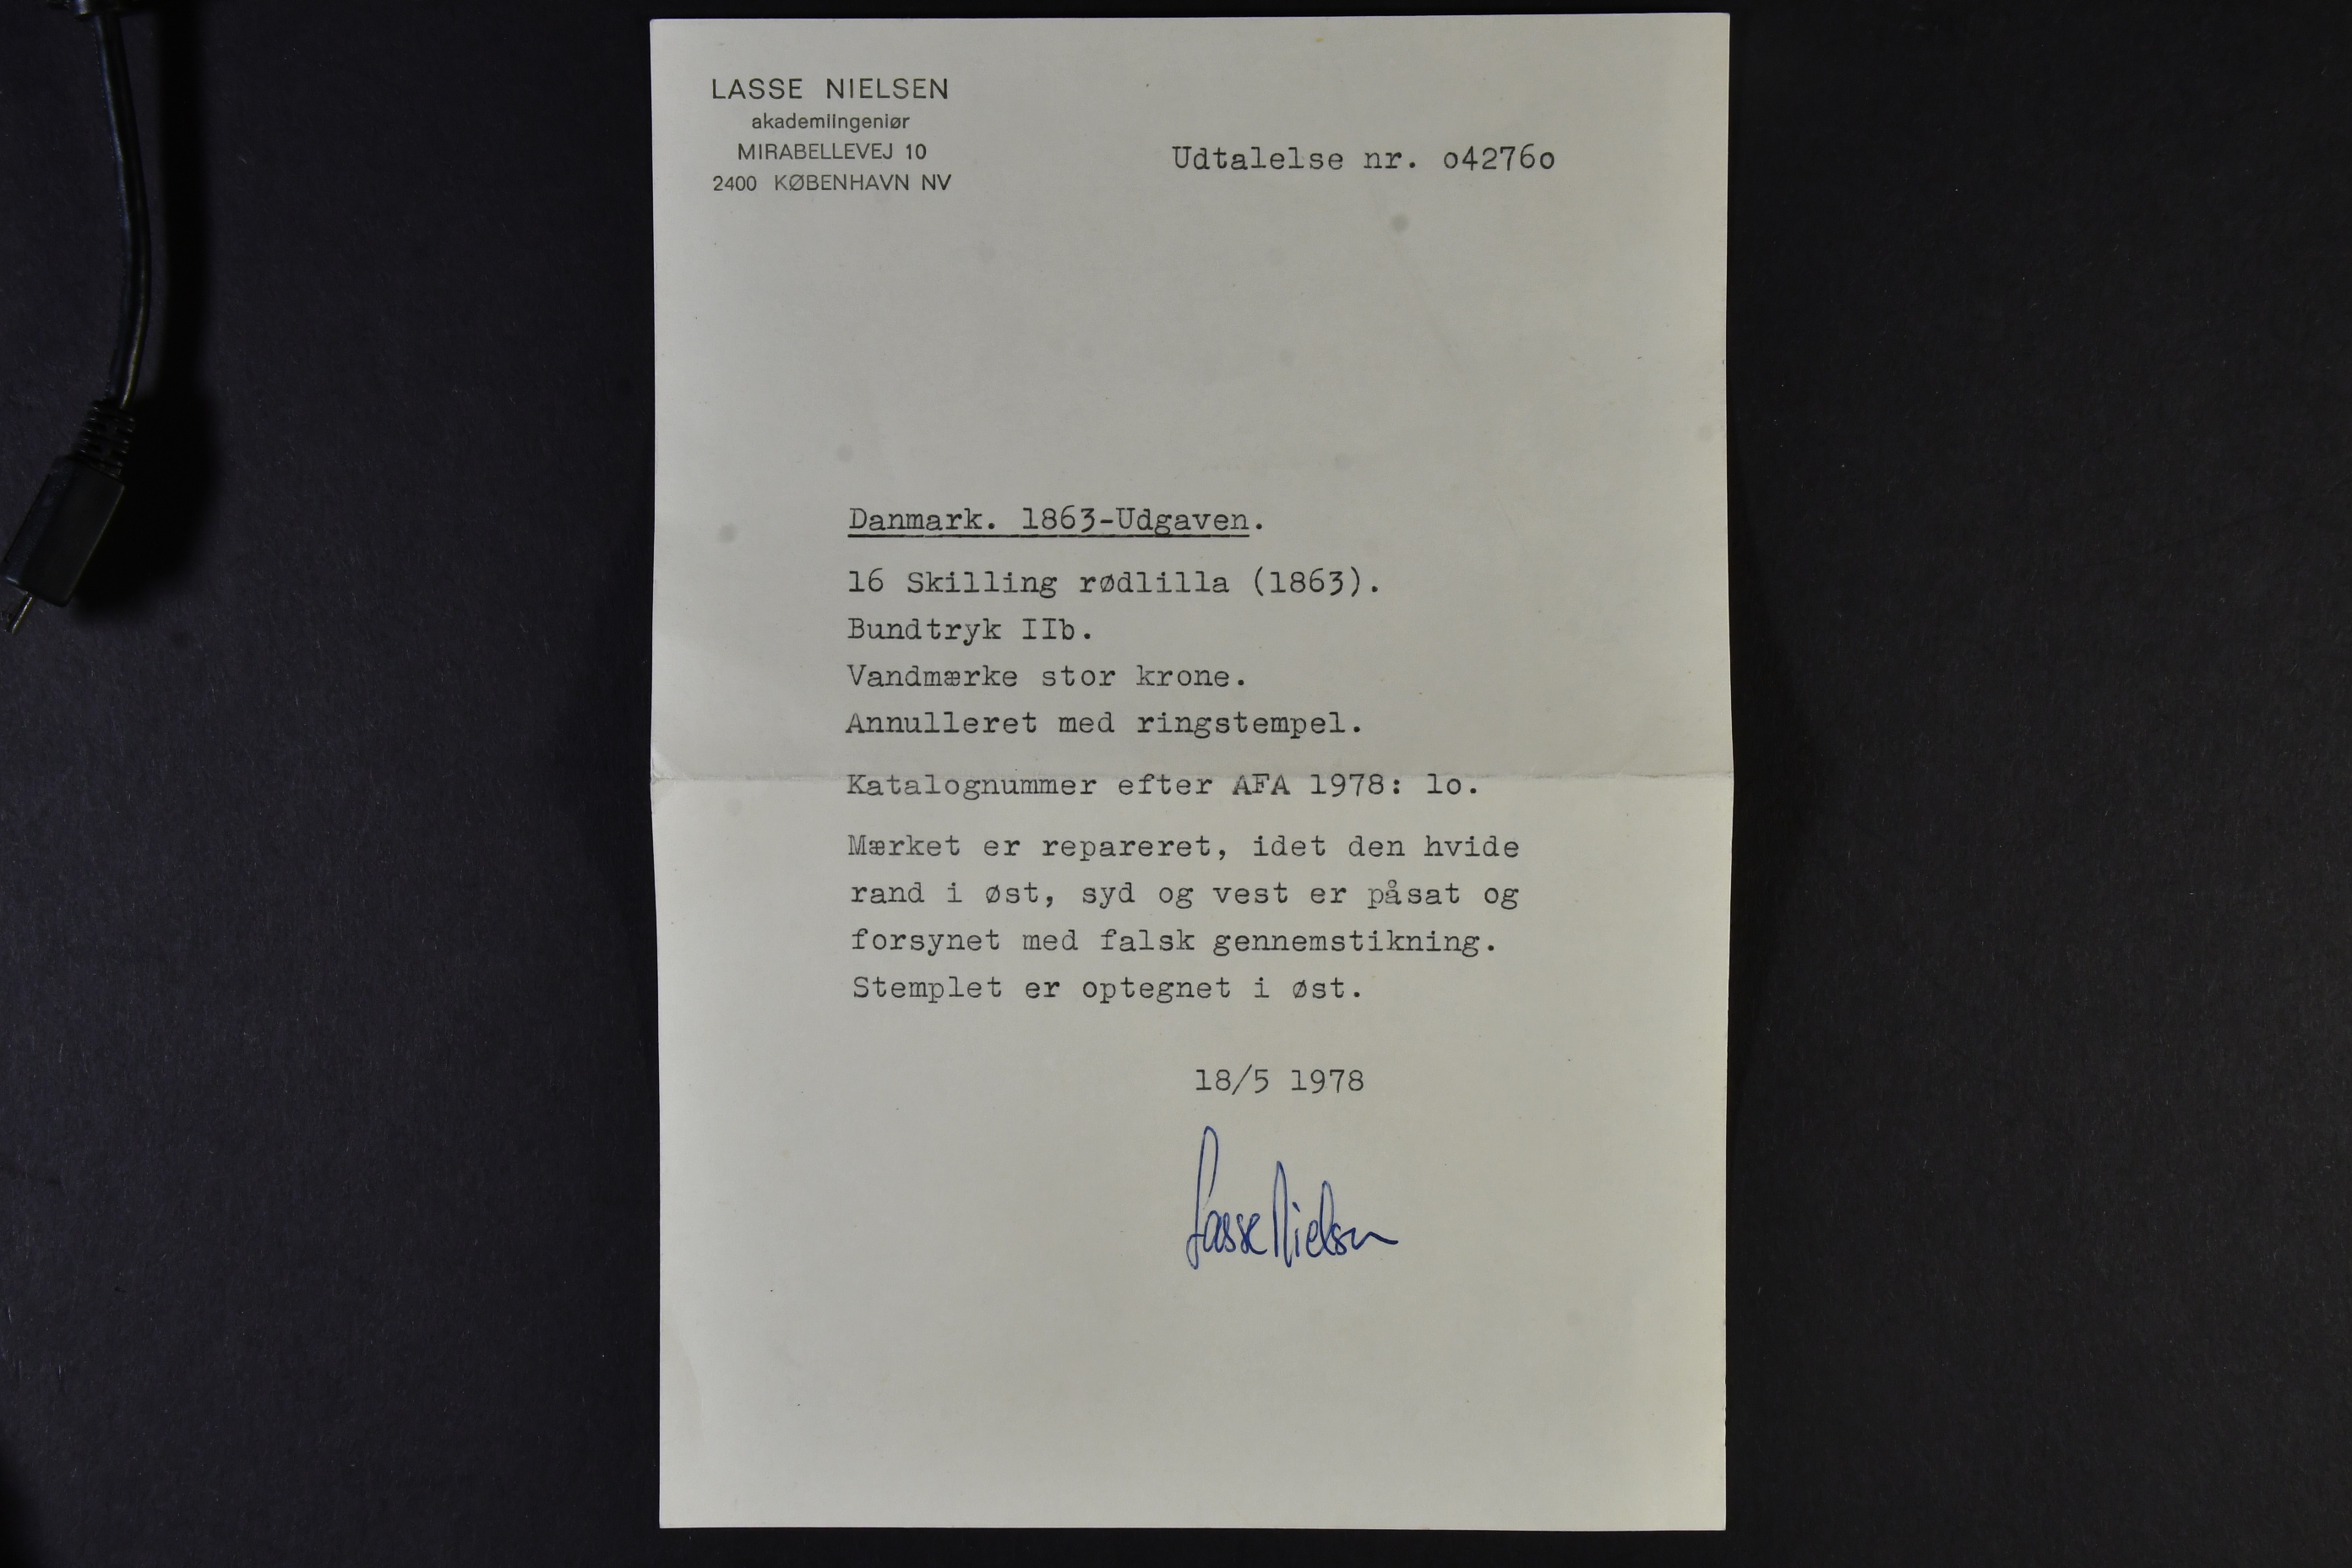 LASSE NIELSEN
akademiingeniør
MIRABELLEVEJ 10
2400 KØBENHAVN NV
Udtalelse nr. o4276o
Danmark. 1863-Udgaven.
16 Skilling rødlilla (1863).
Bundtryk IIb.
Vandmærke stor krone.
Annulleret med ringstempel.
Katalognummer efter AFA 1978: lo.
Mærket er repareret, idet den hvide
rand i øst, syd og vest er påsat og
forsynet med falsk gennemstikning.
Stemplet er optegnet i øst.
18/5 1978
Lasse Nielsen